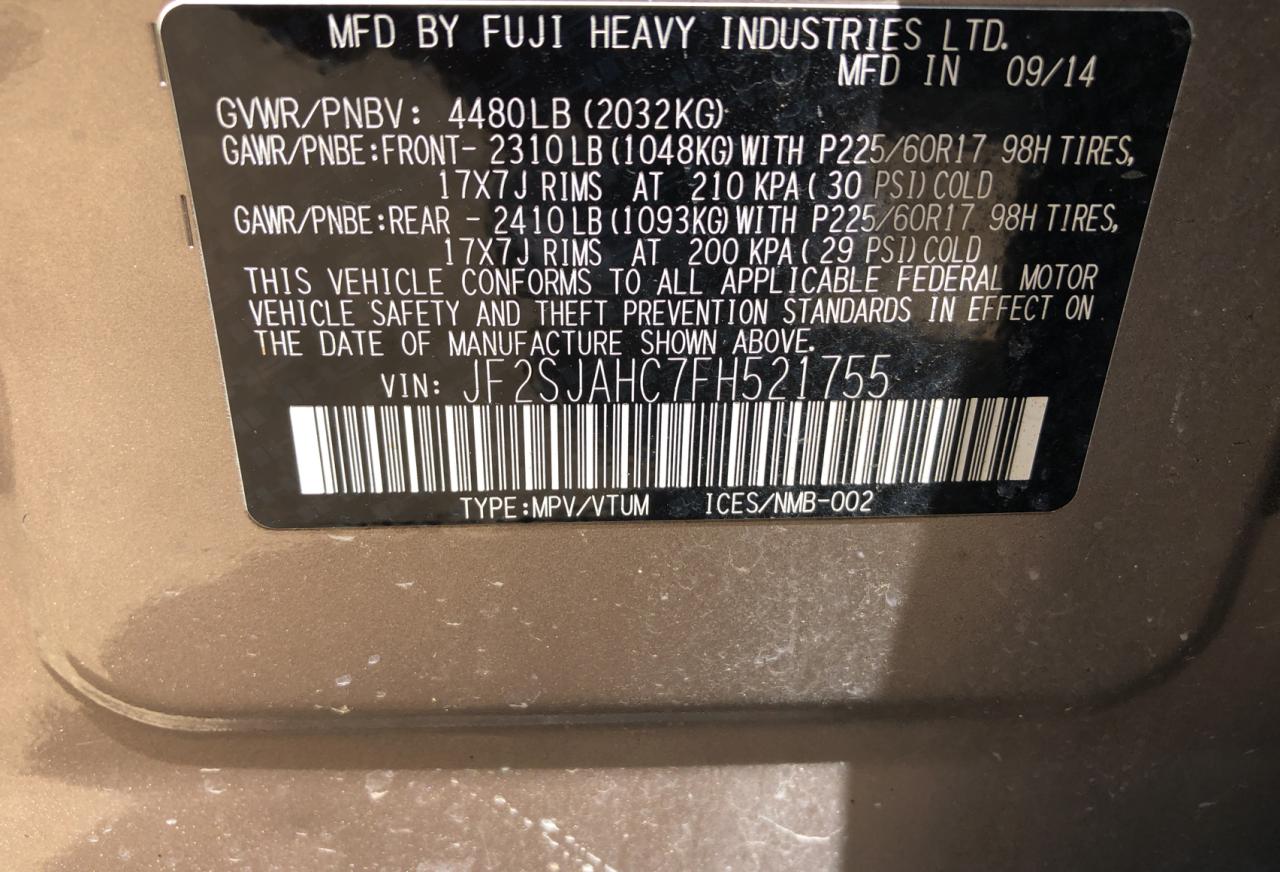 MFD BY FUJI HEAVY INDUSTRIES LTD.
MFD IN 09/14
GVWR/PNBV: 4480LB (2032KG)
GAWR/PNBE:FRONT- 2310LB (1048KG) WITH P225/60R17 98H TIRES,
17X7J RIMS AT 210 KPA ( 30 PSI) COLD
GAWR/PNBE:REAR - 2410LB (1093KG) WITH P225/60R17 98H TIRES,
17X7J RIMS AT 200 KPA ( 29 PSI) COLD
THIS VEHICLE CONFORMS TO ALL APPLICABLE FEDERAL MOTOR
VEHICLE SAFETY AND THEFT PREVENTION STANDARDS IN EFFECT ON
THE DATE OF MANUFACTURE SHOWN ABOVE.
VIN: JF2SJAHC7FH521755
TYPE:MPV/VTUM ICES/NMB-002